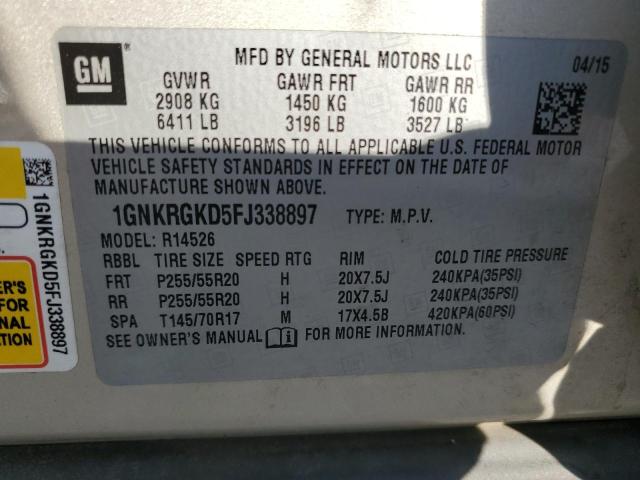 GM
MFD BY GENERAL MOTORS LLC
04/15
GVWR GAWR FRT GAWR RR
2908 KG 1450 KG 1600 KG
6411 LB 3196 LB 3527 LB
THIS VEHICLE CONFORMS TO ALL APPLICABLE U.S. FEDERAL MOTOR
VEHICLE SAFETY STANDARDS IN EFFECT ON THE DATE OF
MANUFACTURE SHOWN ABOVE.
1GNKRGKD5FJ338897 TYPE: M.P.V.
MODEL: R14526
RBBL TIRE SIZE SPEED RTG RIM COLD TIRE PRESSURE
FRT P255/55R20 H 20X7.5J 240KPA(35PSI)
RR P255/55R20 H 20X7.5J 240KPA(35PSI)
SPA T145/70R17 M 17X4.5B 420KPA(60PSI)
SEE OWNER'S MANUAL FOR MORE INFORMATION.
1GNKRGKD5FJ338897
ER'S
FOR
NAL
TION